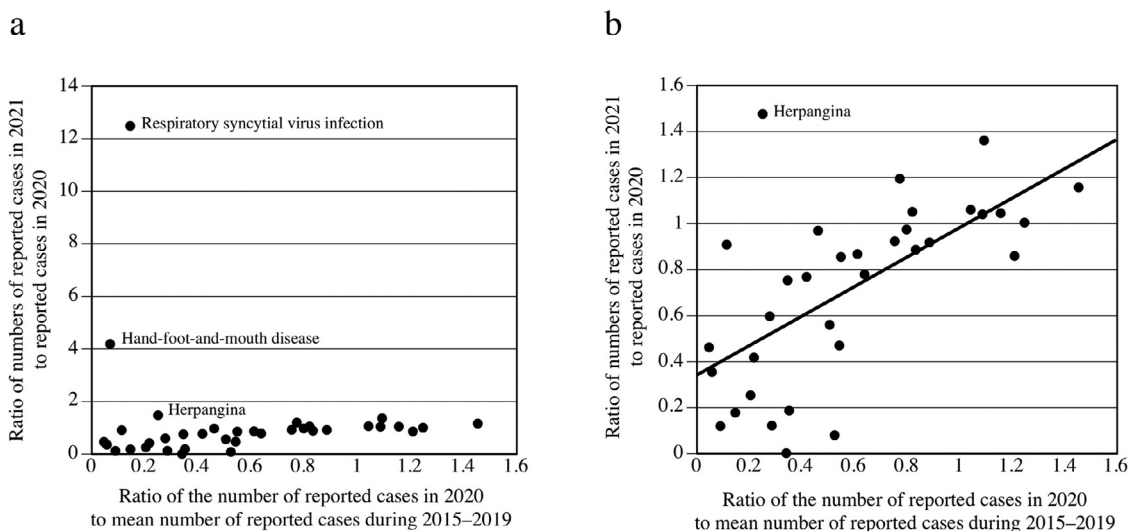 a
Ratio of numbers of reported cases in 2021
to reported cases in 2020
14
12
10
8
6
4
2
0
Respiratory syncytial virus infection
Hand-foot-and-mouth disease
Herpangina
0 0.2 0.4 0.6 0.8 1 1.2 1.4 1.6
Ratio of the number of reported cases in 2020
to mean number of reported cases during 2015–2019
b
Ratio of numbers of reported cases in 2021
to reported cases in 2020
1.6
1.4
1.2
1
0.8
0.6
0.4
0.2
0
Herpangina
0 0.2 0.4 0.6 0.8 1 1.2 1.4 1.6
Ratio of the number of reported cases in 2020
to mean number of reported cases during 2015–2019